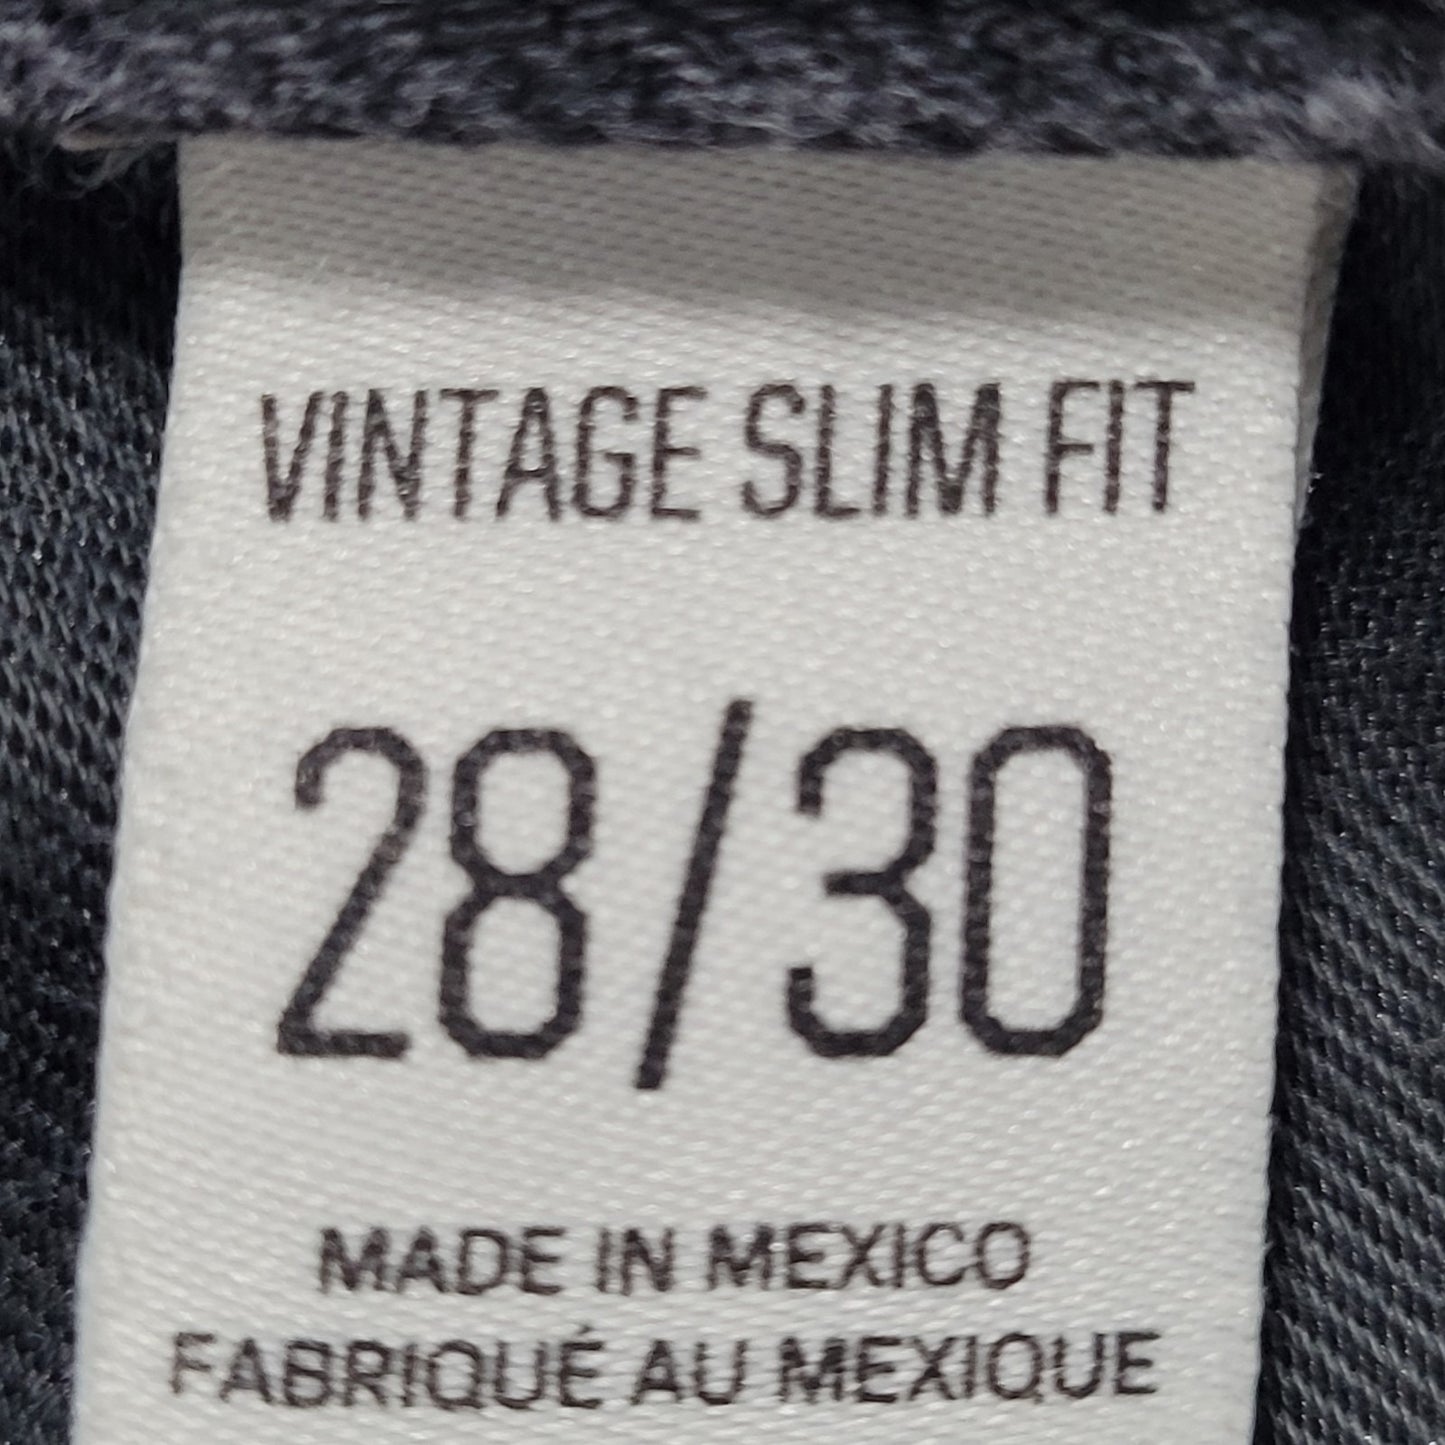 VINTAGE SLIM FIT
28/30
MADE IN MEXICO
FABRIQUÉ AU MEXIQUE